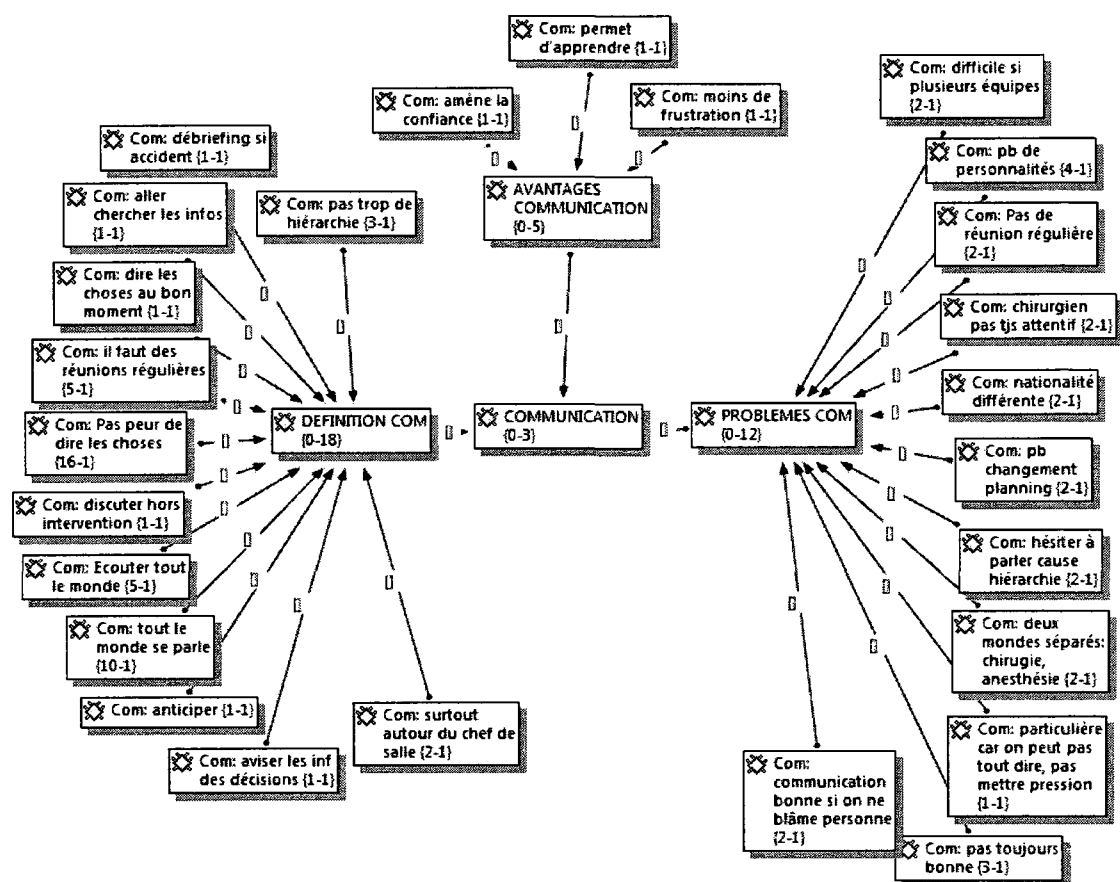 Com: permet
d'apprendre {1-1}
Com: amène la
confiance {1-1}
Com: moins de
frustration {1-1}
AVANTAGES
COMMUNICATION
{0-5}
Com: débriefing si
accident {1-1}
Com: aller
chercher les infos
{1-1}
Com: pas trop de
hiérarchie {3-1}
Com: dire les
choses au bon
moment {1-1}
Com: il faut des
réunions régulières
{5-1}
Com: Pas peur de
dire les choses
{16-1}
Com: discuter hors
intervention {1-1}
Com: Ecouter tout
le monde {5-1}
Com: tout le
monde se parle
{10-1}
Com: anticiper {1-1}
Com: aviser les inf
des décisions {1-1}
Com: surtout
autour du chef de
salle {2-1}
DEFINITION COM
{0-18}
COMMUNICATION
{0-3}
PROBLEMES COM
{0-12}
Com: difficile si
plusieurs équipes
{2-1}
Com: pb de
personnalités {4-1}
Com: Pas de
réunion régulière
{2-1}
Com: chirurgien
pas tjs attentif {2-1}
Com: nationalité
différente {2-1}
Com: pb
changement
planning {2-1}
Com: hésiter à
parler cause
hiérarchie {2-1}
Com: deux
mondes séparés:
chirugie,
anesthésie {2-1}
Com: particulière
car on peut pas
tout dire, pas
mettre pression
{1-1}
Com:
communication
bonne si on ne
blâme personne
{2-1}
Com: pas toujours
bonne {3-1}